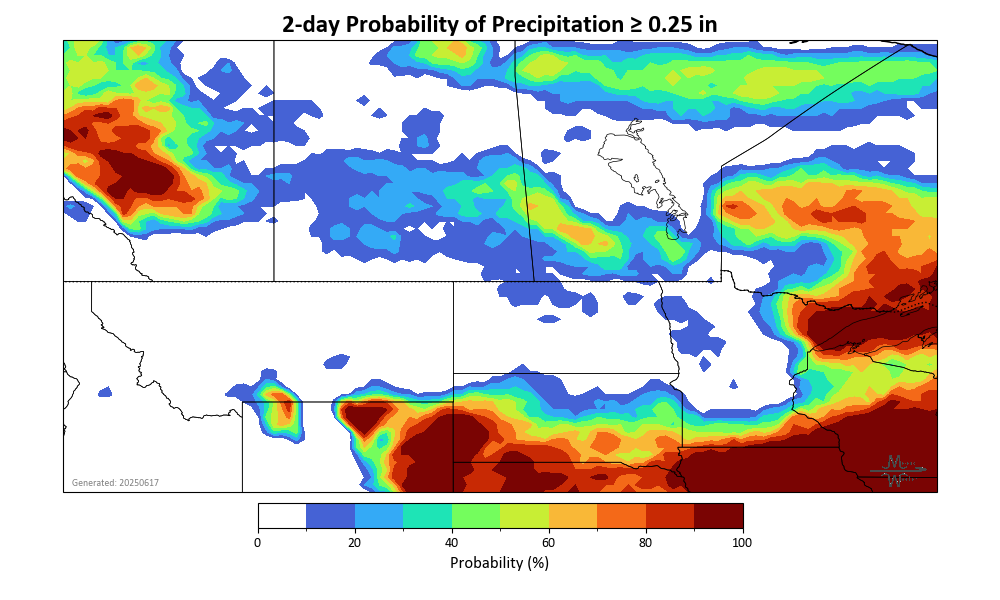 2-day Probability of Precipitation ≥ 0.25 in
Generated: 20250617
0 20 40 60 80 100
Probability (%)